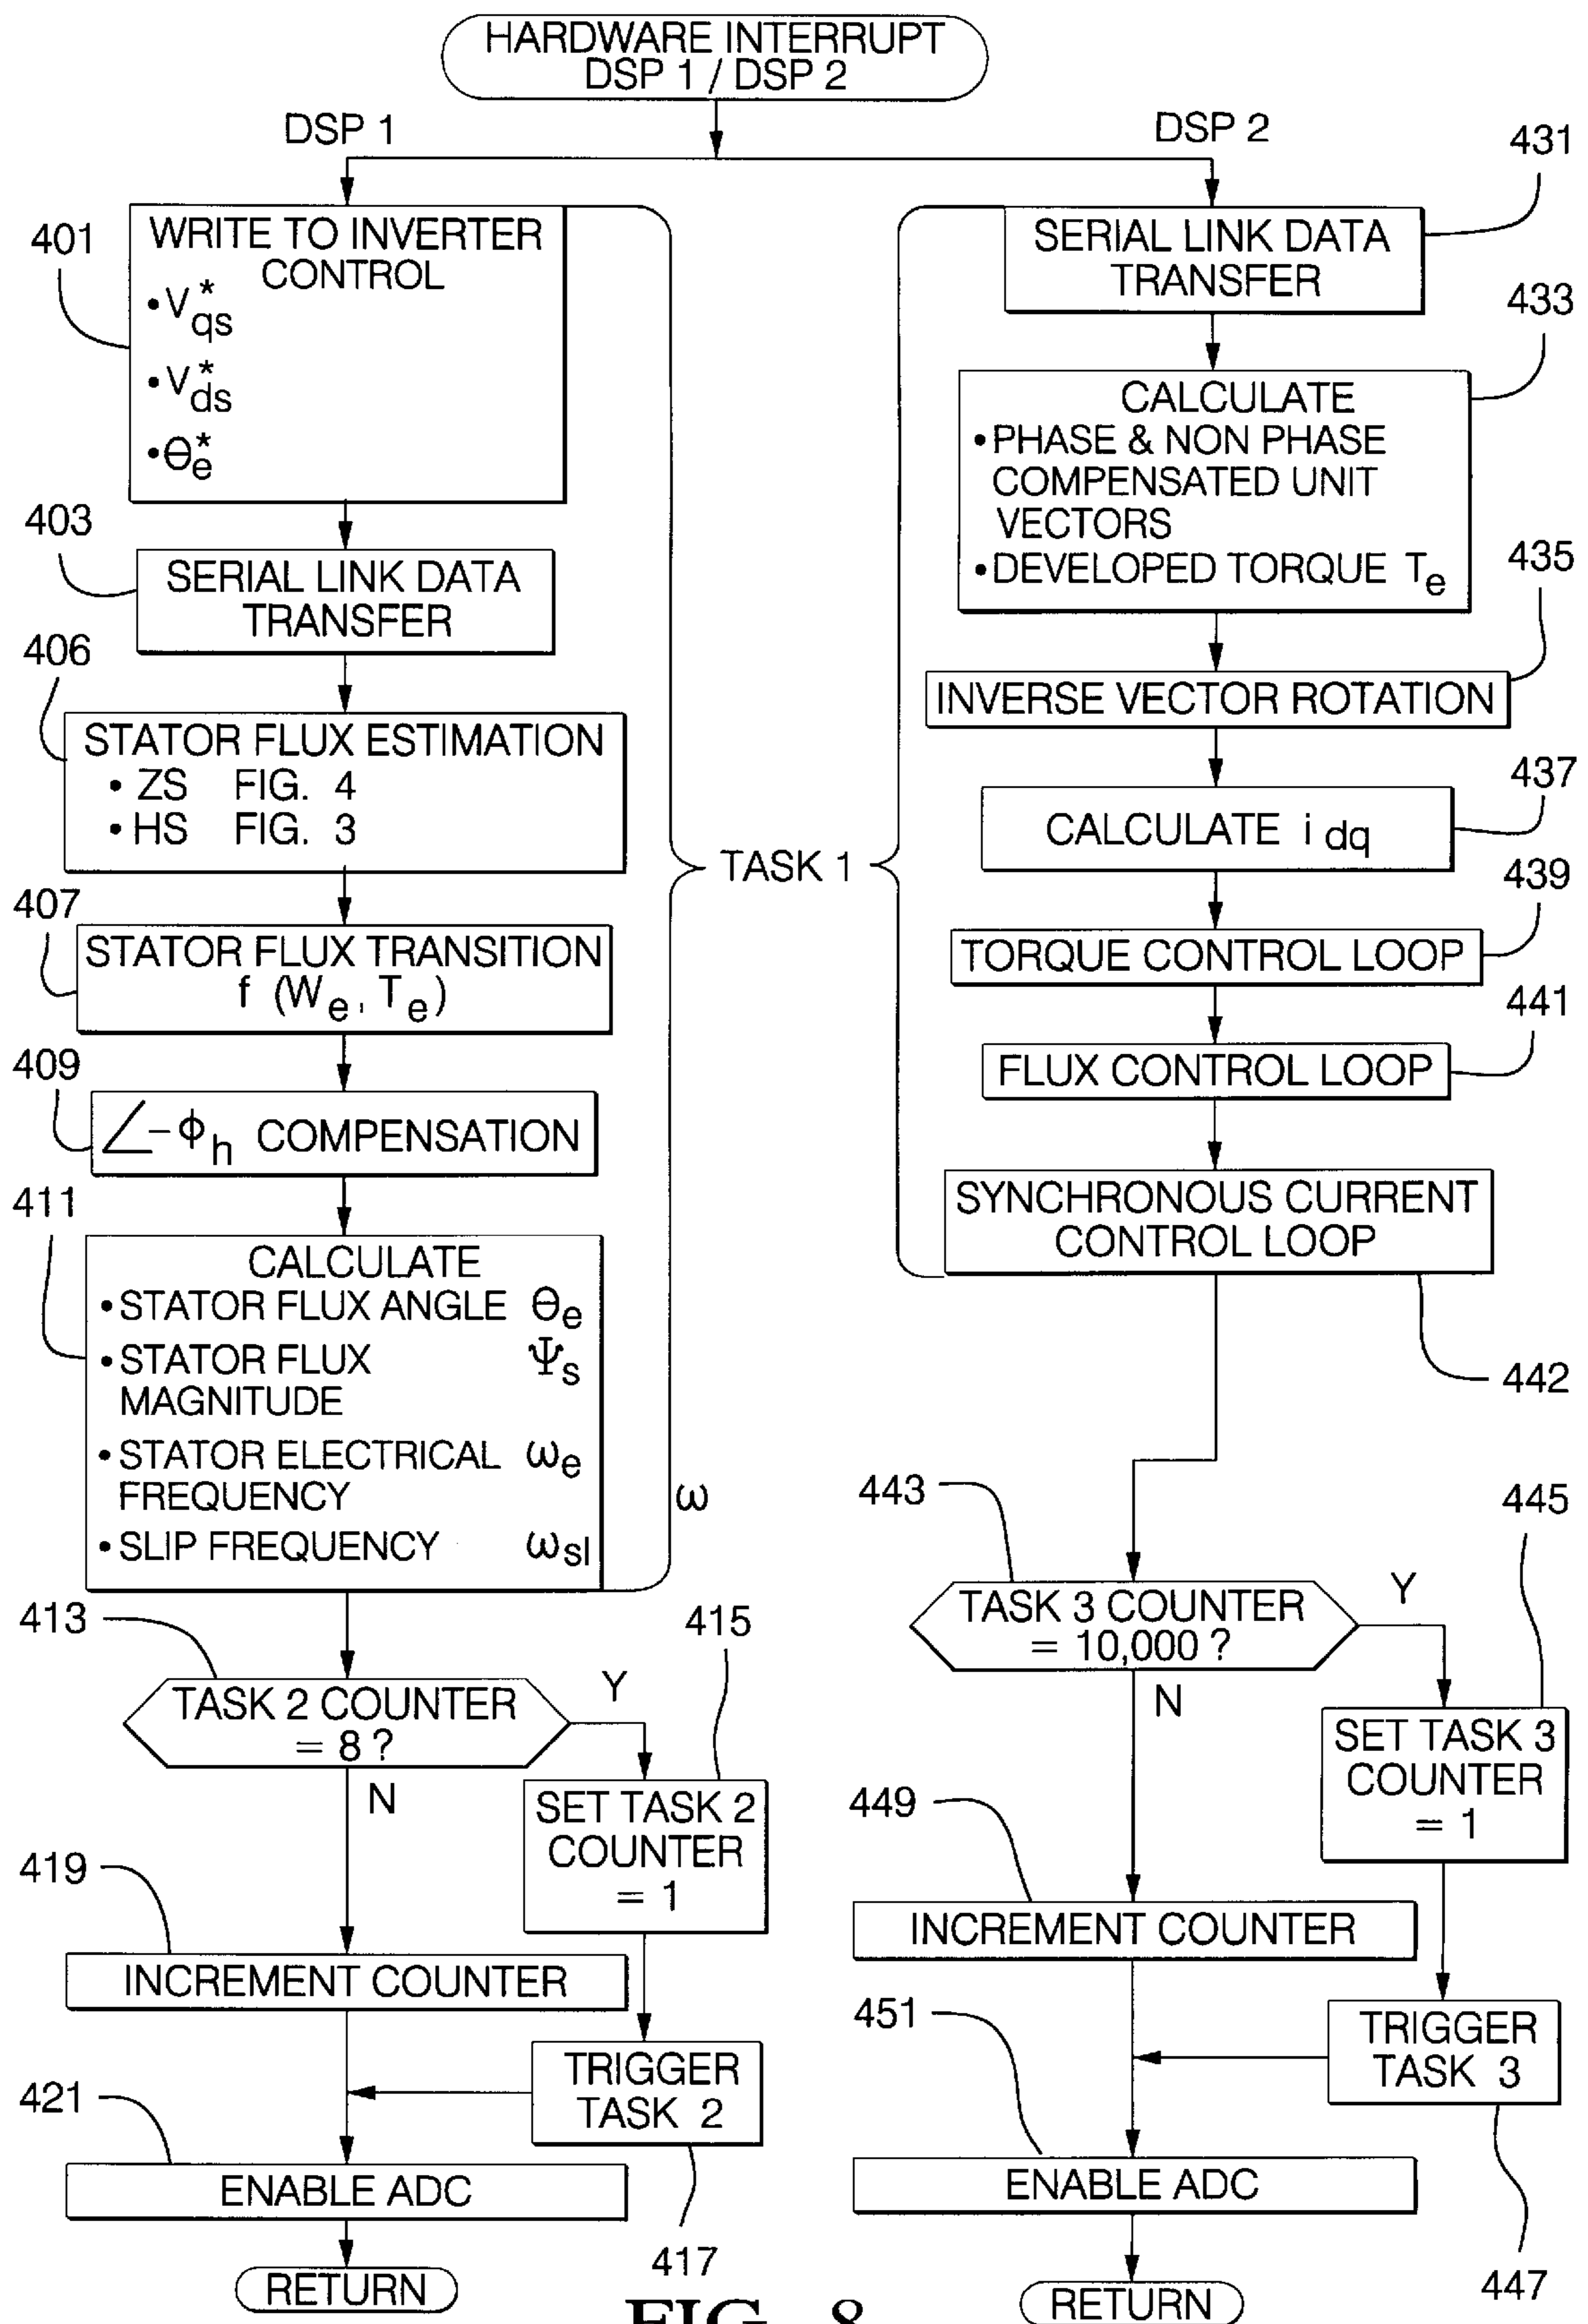 HARDWARE INTERRUPT
DSP 1 / DSP 2
DSP 1
DSP 2
401
WRITE TO INVERTER
CONTROL
• V*qs
• V*ds
• θ*e
403
SERIAL LINK DATA
TRANSFER
406
STATOR FLUX ESTIMATION
• ZS FIG. 4
• HS FIG. 3
407
STATOR FLUX TRANSITION
f (We, Te)
409
∠-ϕh COMPENSATION
411
CALCULATE
• STATOR FLUX ANGLE θe
• STATOR FLUX Ψs
MAGNITUDE
• STATOR ELECTRICAL ωe
FREQUENCY
• SLIP FREQUENCY ωsl
ω
TASK 1
413
TASK 2 COUNTER
= 8 ?
Y
N
415
SET TASK 2
COUNTER
= 1
419
INCREMENT COUNTER
TRIGGER
TASK 2
417
421
ENABLE ADC
RETURN
431
SERIAL LINK DATA
TRANSFER
433
CALCULATE
• PHASE & NON PHASE
COMPENSATED UNIT
VECTORS
• DEVELOPED TORQUE Te
435
INVERSE VECTOR ROTATION
437
CALCULATE i dq
439
TORQUE CONTROL LOOP
441
FLUX CONTROL LOOP
SYNCHRONOUS CURRENT
CONTROL LOOP
442
443
TASK 3 COUNTER
= 10,000 ?
Y
N
445
SET TASK 3
COUNTER
= 1
449
INCREMENT COUNTER
TRIGGER
TASK 3
447
451
ENABLE ADC
RETURN
FIG. 8